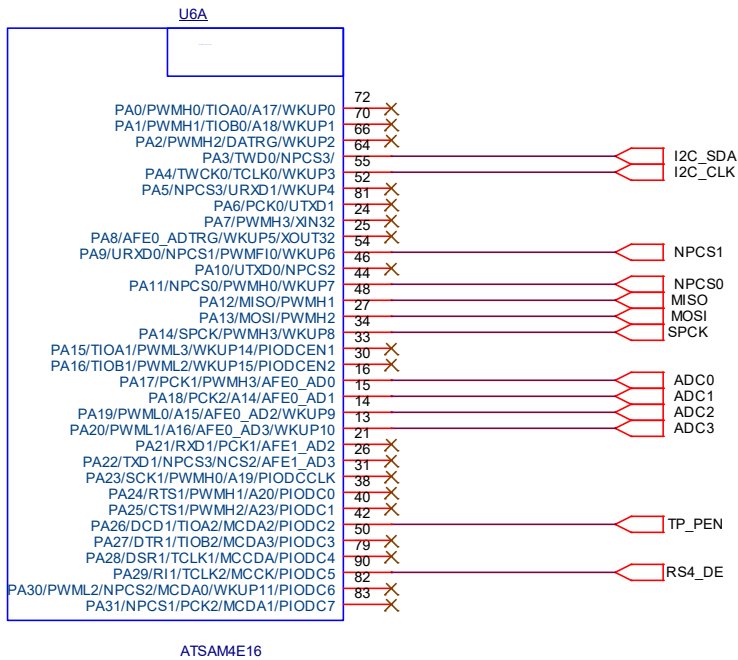 U6A
PA0/PWMH0/TIOA0/A17/WKUP0 72
PA1/PWMH1/TIOB0/A18/WKUP1 70
PA2/PWMH2/DATRG/WKUP2 66
PA3/TWD0/NPCS3/ 64 I2C_SDA
PA4/TWCK0/TCLK0/WKUP3 55 I2C_CLK
PA5/NPCS3/URXD1/WKUP4 52
PA6/PCK0/UTXD1 81
PA7/PWMH3/XIN32 24
PA8/AFE0_ADTRG/WKUP5/XOUT32 25
PA9/URXD0/NPCS1/PWMFI0/WKUP6 54 NPCS1
PA10/UTXD0/NPCS2 46
PA11/NPCS0/PWMH0/WKUP7 44 NPCS0
PA12/MISO/PWMH1 48 MISO
PA13/MOSI/PWMH2 27 MOSI
PA14/SPCK/PWMH3/WKUP8 34 SPCK
PA15/TIOA1/PWML3/WKUP14/PIODCEN1 33
PA16/TIOB1/PWML2/WKUP15/PIODCEN2 30
PA17/PCK1/PWMH3/AFE0_AD0 16 ADC0
PA18/PCK2/A14/AFE0_AD1 15 ADC1
PA19/PWML0/A15/AFE0_AD2/WKUP9 14 ADC2
PA20/PWML1/A16/AFE0_AD3/WKUP10 13 ADC3
PA21/RXD1/PCK1/AFE1_AD2 21
PA22/TXD1/NPCS3/NCS2/AFE1_AD3 26
PA23/SCK1/PWMH0/A19/PIODCCLK 31
PA24/RTS1/PWMH1/A20/PIODC0 38
PA25/CTS1/PWMH2/A23/PIODC1 40
PA26/DCD1/TIOA2/MCDA2/PIODC2 42 TP_PEN
PA27/DTR1/TIOB2/MCDA3/PIODC3 50
PA28/DSR1/TCLK1/MCCDA/PIODC4 79
PA29/RI1/TCLK2/MCCK/PIODC5 90 RS4_DE
PA30/PWML2/NPCS2/MCDA0/WKUP11/PIODC6 82
PA31/NPCS1/PCK2/MCDA1/PIODC7 83
ATSAM4E16